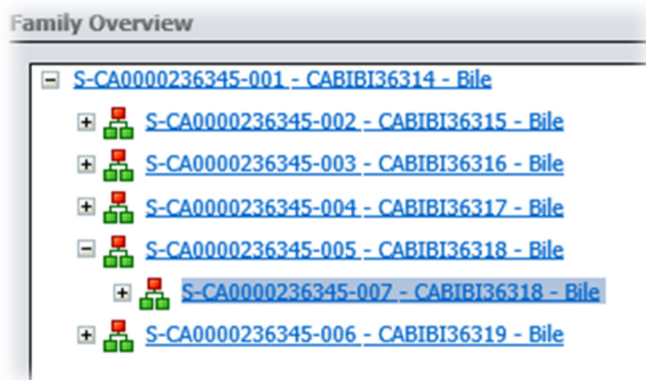 Family Overview
S-CA0000236345-001 - CABIBI36314 - Bile
S-CA0000236345-002 - CABIBI36315 - Bile
S-CA0000236345-003 - CABIBI36316 - Bile
S-CA0000236345-004 - CABIBI36317 - Bile
S-CA0000236345-005 - CABIBI36318 - Bile
S-CA0000236345-007 - CABIBI36318 - Bile
S-CA0000236345-006 - CABIBI36319 - Bile